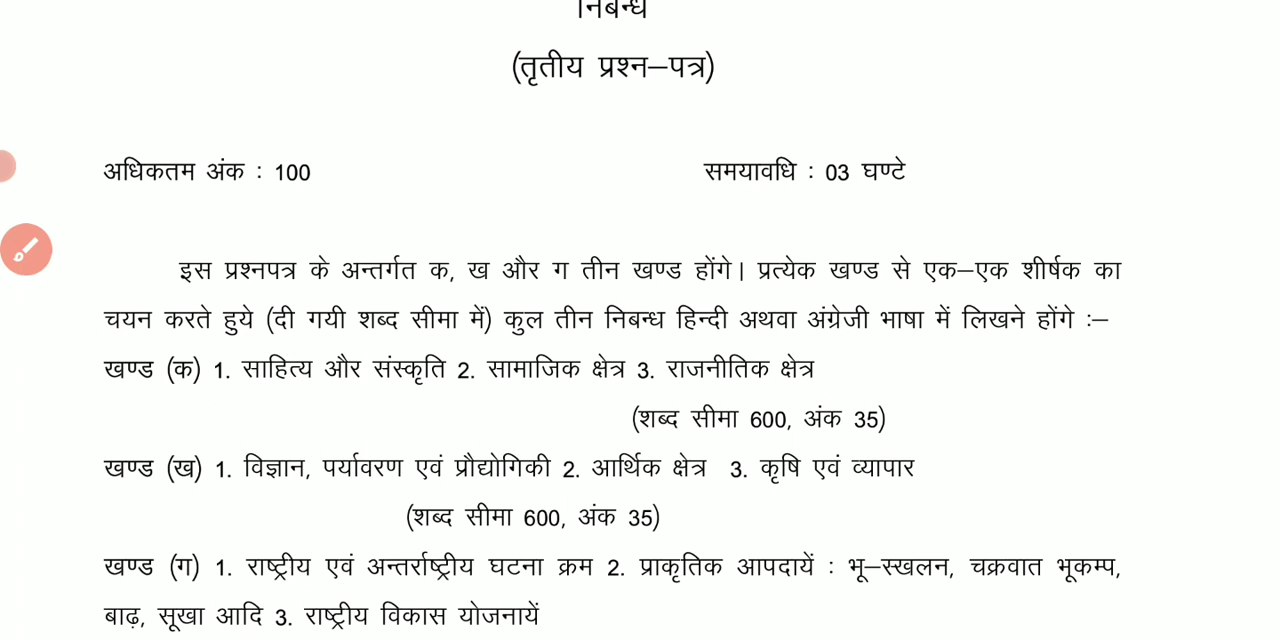 निबन्ध
(तृतीय प्रश्न–पत्र)
अधिकतम अंक : 100 समयावधि : 03 घण्टे
इस प्रश्नपत्र के अन्तर्गत क, ख और ग तीन खण्ड होंगे। प्रत्येक खण्ड से एक–एक शीर्षक का
चयन करते हुये (दी गयी शब्द सीमा में) कुल तीन निबन्ध हिन्दी अथवा अंग्रेजी भाषा में लिखने होंगे :–
खण्ड (क) 1. साहित्य और संस्कृति 2. सामाजिक क्षेत्र 3. राजनीतिक क्षेत्र
(शब्द सीमा 600, अंक 35)
खण्ड (ख) 1. विज्ञान, पर्यावरण एवं प्रौद्योगिकी 2. आर्थिक क्षेत्र 3. कृषि एवं व्यापार
(शब्द सीमा 600, अंक 35)
खण्ड (ग) 1. राष्ट्रीय एवं अन्तर्राष्ट्रीय घटना क्रम 2. प्राकृतिक आपदायें : भू–स्खलन, चक्रवात भूकम्प,
बाढ़, सूखा आदि 3. राष्ट्रीय विकास योजनायें